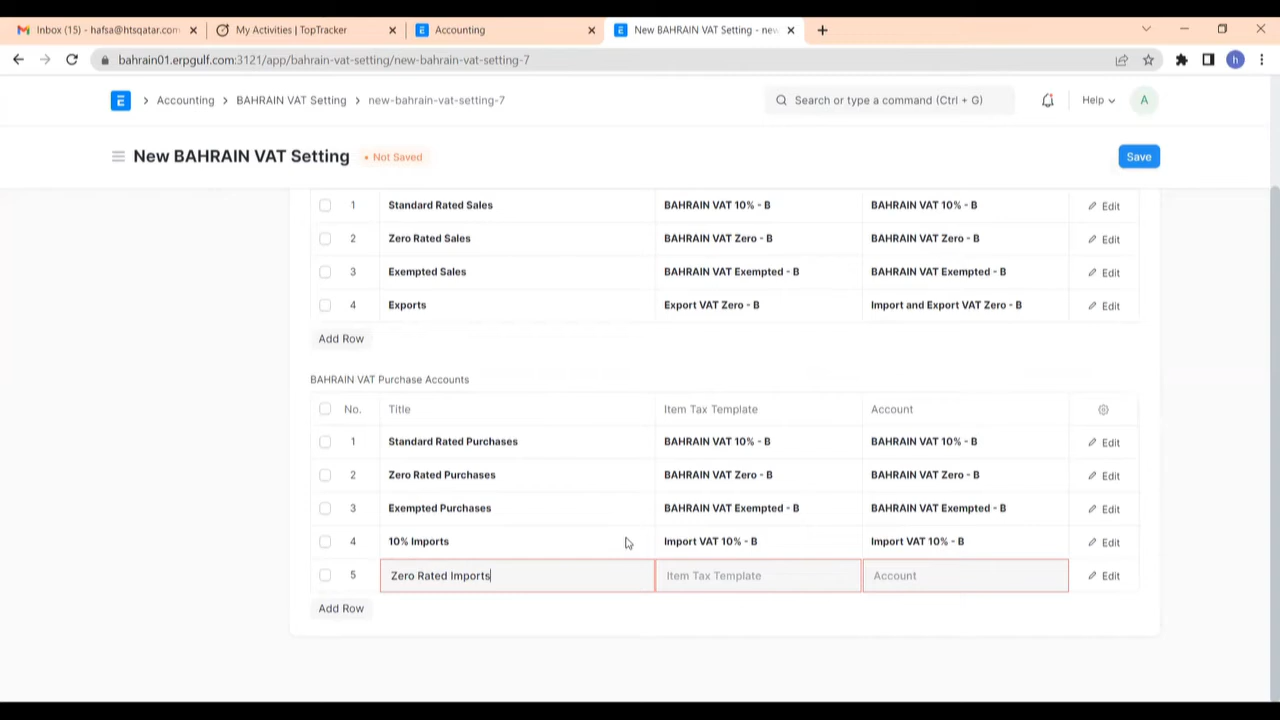 Inbox (15) - hafsa@htsqatar.com
My Activities | TopTracker
Accounting
New BAHRAIN VAT Setting - new
bahrain01.erpgulf.com:3121/app/bahrain-vat-setting/new-bahrain-vat-setting-7
h
E > Accounting > BAHRAIN VAT Setting > new-bahrain-vat-setting-7
Search or type a command (Ctrl + G)
Help
A
New BAHRAIN VAT Setting • Not Saved
Save
1 Standard Rated Sales BAHRAIN VAT 10% - B BAHRAIN VAT 10% - B Edit
2 Zero Rated Sales BAHRAIN VAT Zero - B BAHRAIN VAT Zero - B Edit
3 Exempted Sales BAHRAIN VAT Exempted - B BAHRAIN VAT Exempted - B Edit
4 Exports Export VAT Zero - B Import and Export VAT Zero - B Edit
Add Row
BAHRAIN VAT Purchase Accounts
No. Title Item Tax Template Account
1 Standard Rated Purchases BAHRAIN VAT 10% - B BAHRAIN VAT 10% - B Edit
2 Zero Rated Purchases BAHRAIN VAT Zero - B BAHRAIN VAT Zero - B Edit
3 Exempted Purchases BAHRAIN VAT Exempted - B BAHRAIN VAT Exempted - B Edit
4 10% Imports Import VAT 10% - B Import VAT 10% - B Edit
5 Zero Rated Imports Item Tax Template Account Edit
Add Row